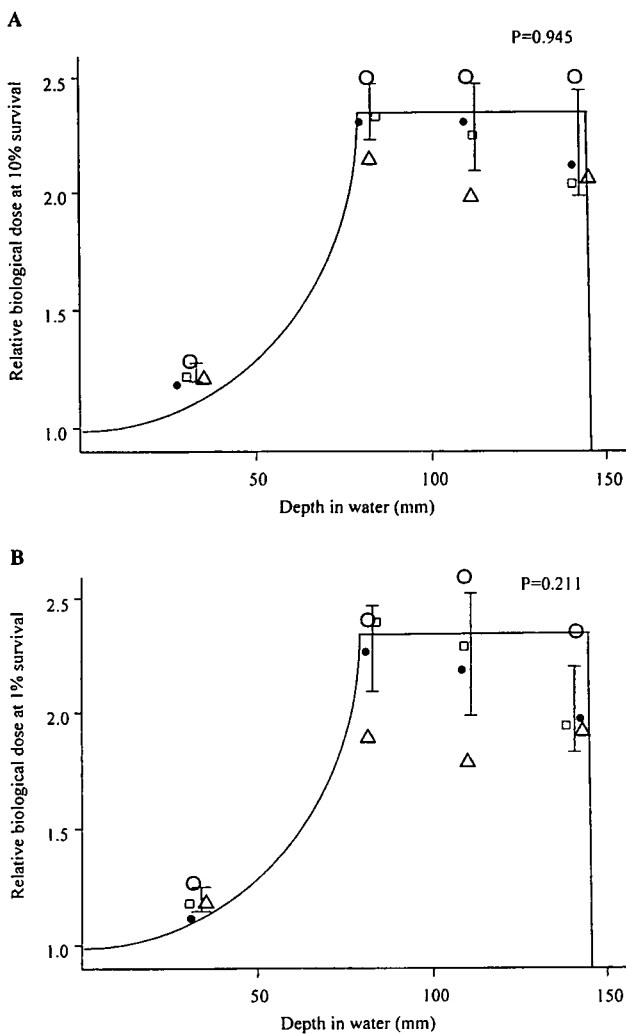 A
P=0.945
Relative biological dose at 10% survival
2.5
2.0
1.5
1.0
50
100
150
Depth in water (mm)
B
P=0.211
Relative biological dose at 1% survival
2.5
2.0
1.5
1.0
50
100
150
Depth in water (mm)